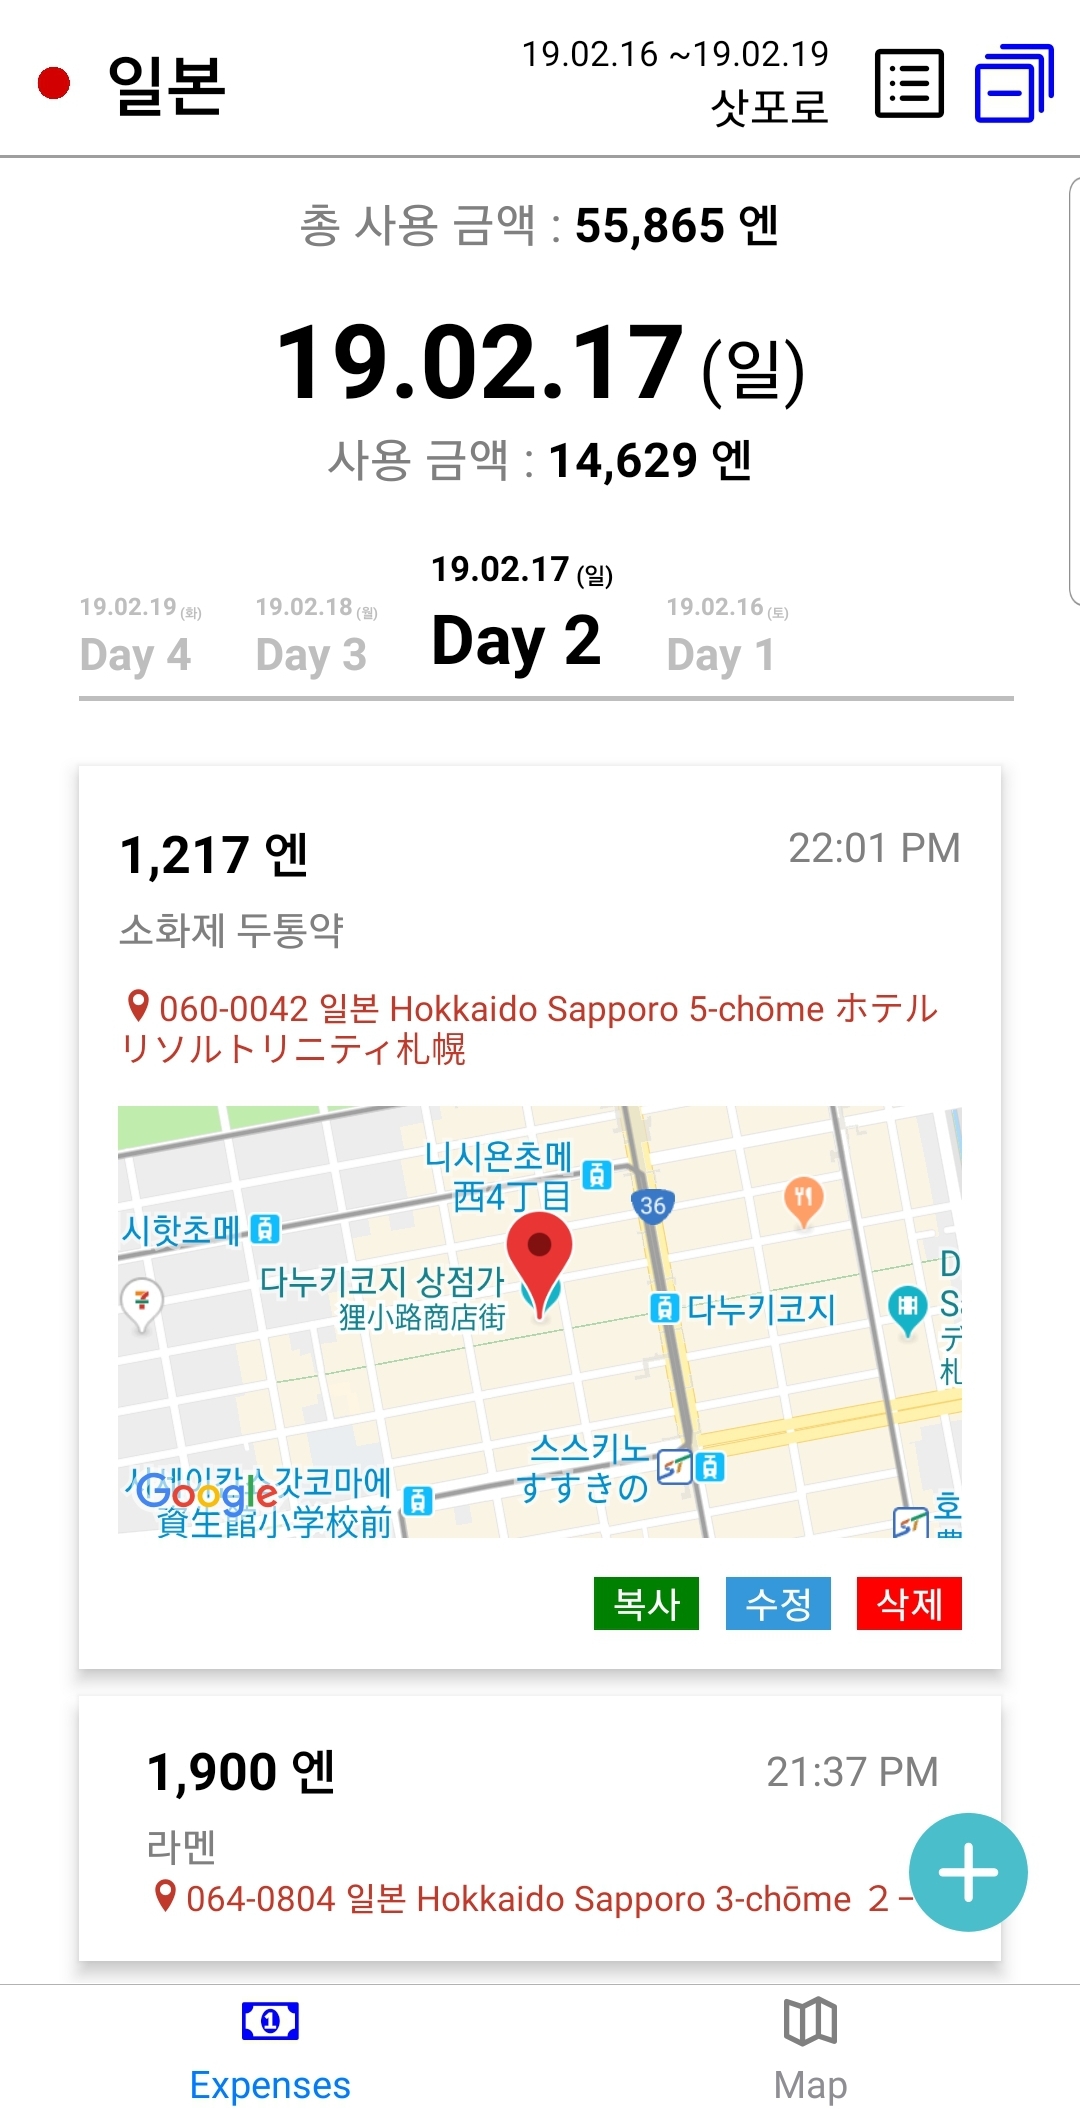 일본
19.02.16 ~19.02.19
삿포로
총 사용 금액 : 55,865 엔
19.02.17 (일)
사용 금액 : 14,629 엔
19.02.19 (화)
Day 4
19.02.18 (월)
Day 3
19.02.17 (일)
Day 2
19.02.16 (토)
Day 1
1,217 엔
22:01 PM
소화제 두통약
060-0042 일본 Hokkaido Sapporo 5-chōme ホテル
リソルトリニティ札幌
니시욘초메
西4丁目
36
시핫초메
7
다누키코지 상점가
狸小路商店街
다누키코지
D
S
デ
札
스스키노
すすきの
ST
Google
갓코마에
資生館小学校前
ST
호
복사
수정
삭제
1,900 엔
21:37 PM
라멘
064-0804 일본 Hokkaido Sapporo 3-chōme ２−
Expenses
Map